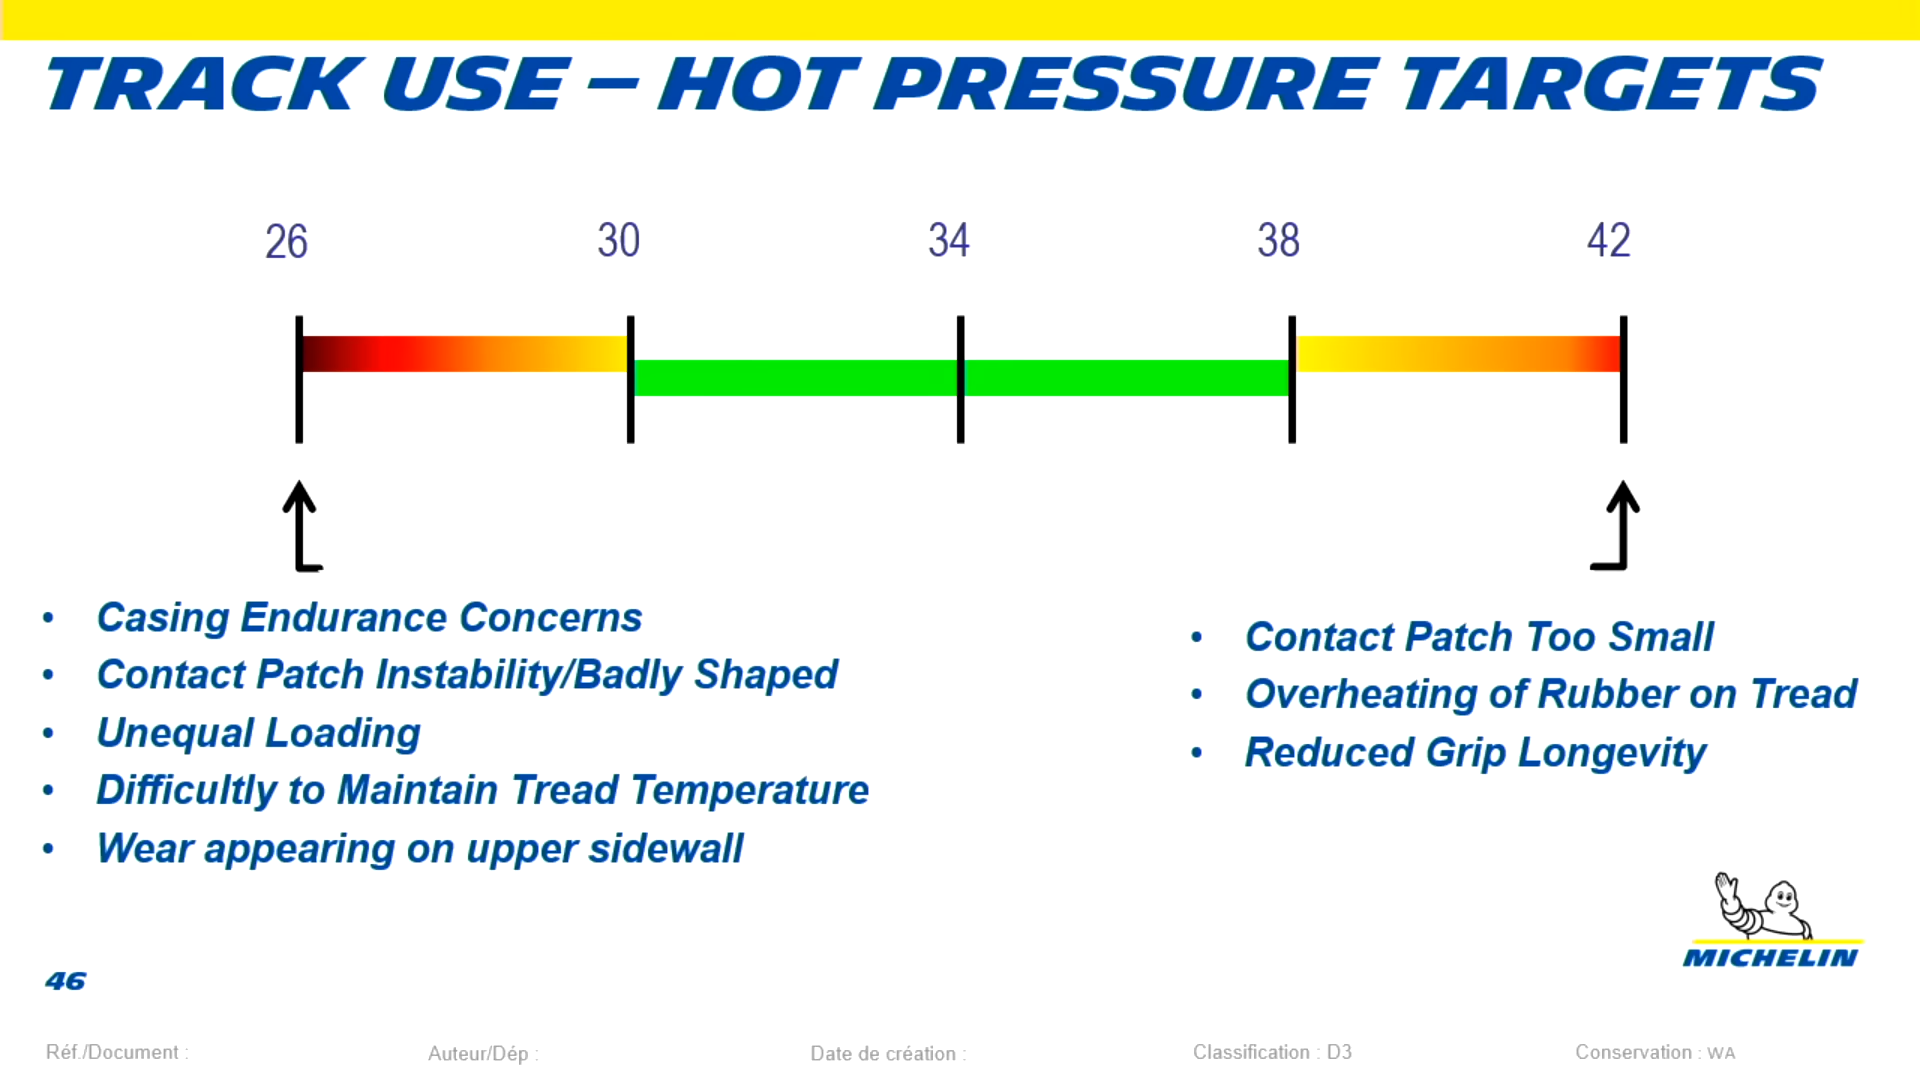 TRACK USE – HOT PRESSURE TARGETS
26 30 34 38 42
• Casing Endurance Concerns
• Contact Patch Instability/Badly Shaped
• Unequal Loading
• Difficultly to Maintain Tread Temperature
• Wear appearing on upper sidewall
• Contact Patch Too Small
• Overheating of Rubber on Tread
• Reduced Grip Longevity
MICHELIN
46
Réf./Document : Auteur/Dép : Date de création : Classification : D3 Conservation : WA